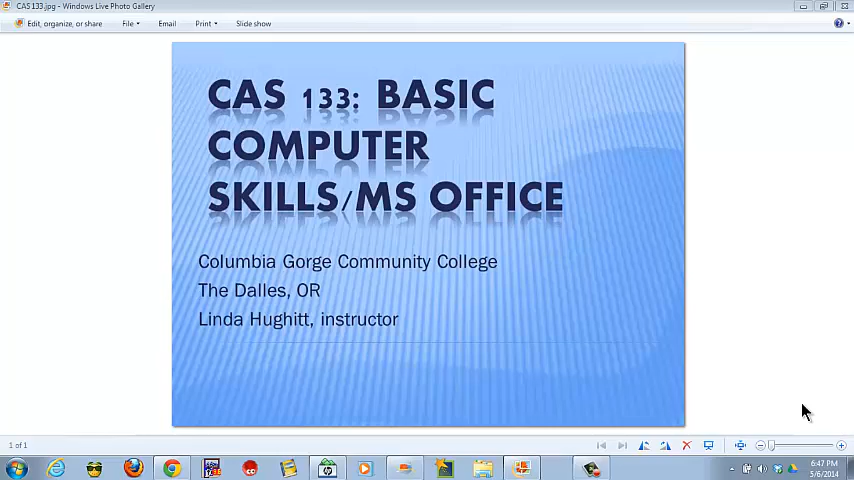 CAS 133.jpg - Windows Live Photo Gallery
Edit, organize, or share File Email Print Slide show
CAS 133: BASIC
COMPUTER
SKILLS/MS OFFICE
Columbia Gorge Community College
The Dalles, OR
Linda Hughitt, instructor
1 of 1
6:47 PM
5/6/2014